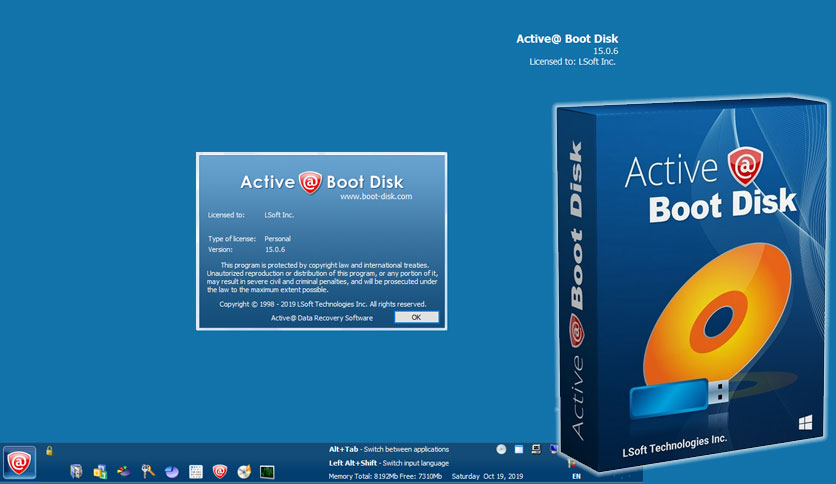 Active@ Boot Disk
15.0.6
Licensed to: LSoft Inc.
Active @ Boot Disk
www.boot-disk.com
Licensed to: LSoft Inc.
Type of license: Personal
Version: 15.0.6
This program is protected by copyright law and international treaties.
Unautorized reproduction or distribution of this program, or any portion of it,
may result in severe civil and criminal penalties, and will be prosecuted under
the law to the maximum extent possible.
Copyright © 1998 - 2019 LSoft Technologies Inc. All rights reserved.
Active@ Data Recovery Software
OK
Active @
Boot Disk
LSoft Technologies Inc.
Active @ Boot Disk
Alt+Tab - Switch between applications
Left Alt+Shift - Switch input language
Memory Total: 8192Mb Free: 7310Mb Saturday Oct 19, 2019
EN